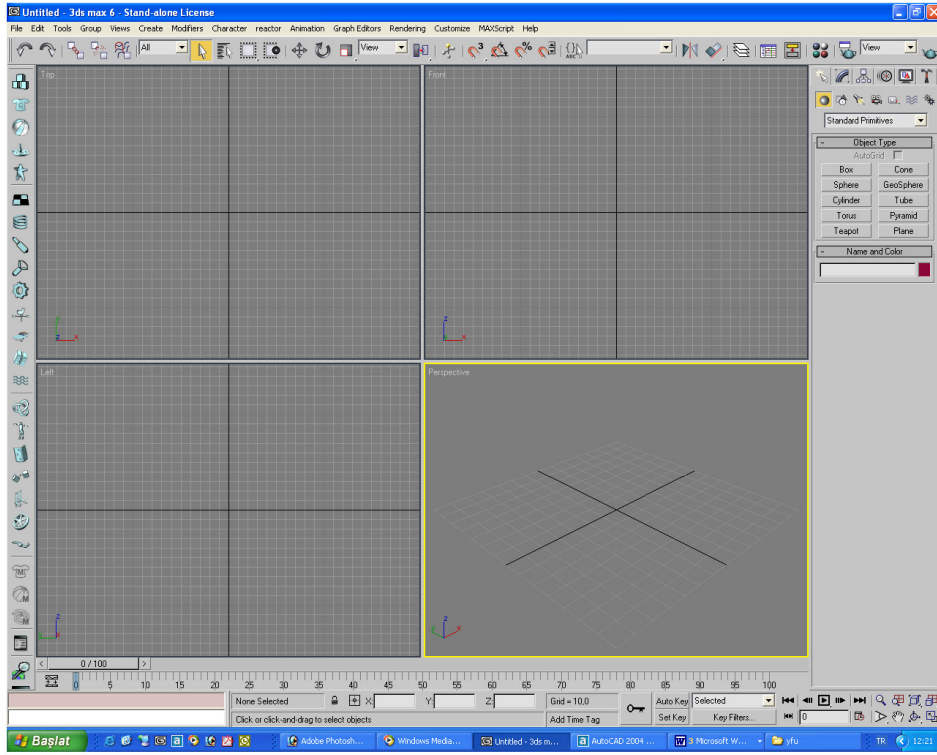 Untitled - 3ds max 6 - Stand-alone License
File Edit Tools Group Views Create Modifiers Character reactor Animation Graph Editors Rendering Customize MAXScript Help
All View View
Top Front
Standard Primitives
- Object Type
AutoGrid
Box Cone
Sphere GeoSphere
Cylinder Tube
Torus Pyramid
Teapot Plane
- Name and Color
z x
z x
Left Perspective
z
z x
< 0 / 100 >
0 5 10 15 20 25 30 35 40 45 50 55 60 65 70 75 80 85 90 95 100
None Selected X: Y: Z: Grid = 10,0 Auto Key Selected
Click or click-and-drag to select objects Add Time Tag Set Key Key Filters... 0
Başlat Adobe Photosh... Windows Media... Untitled - 3ds m... AutoCAD 2004 ... 3 Microsoft W... yfu TR 12:21